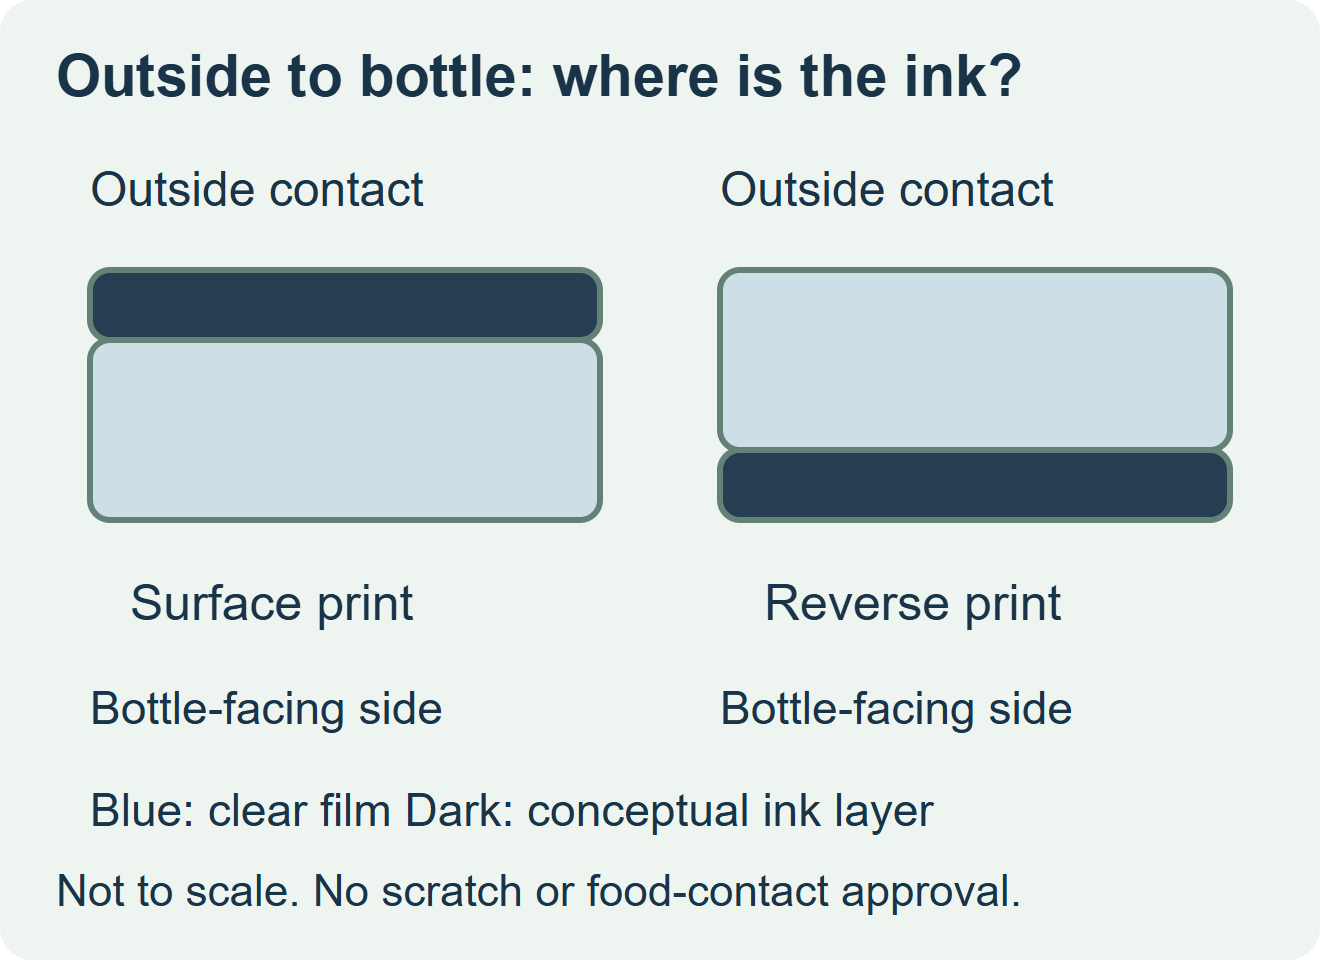 Outside to bottle: where is the ink?
Outside contact
Outside contact
Surface print
Reverse print
Bottle-facing side
Bottle-facing side
Blue: clear film Dark: conceptual ink layer
Not to scale. No scratch or food-contact approval.